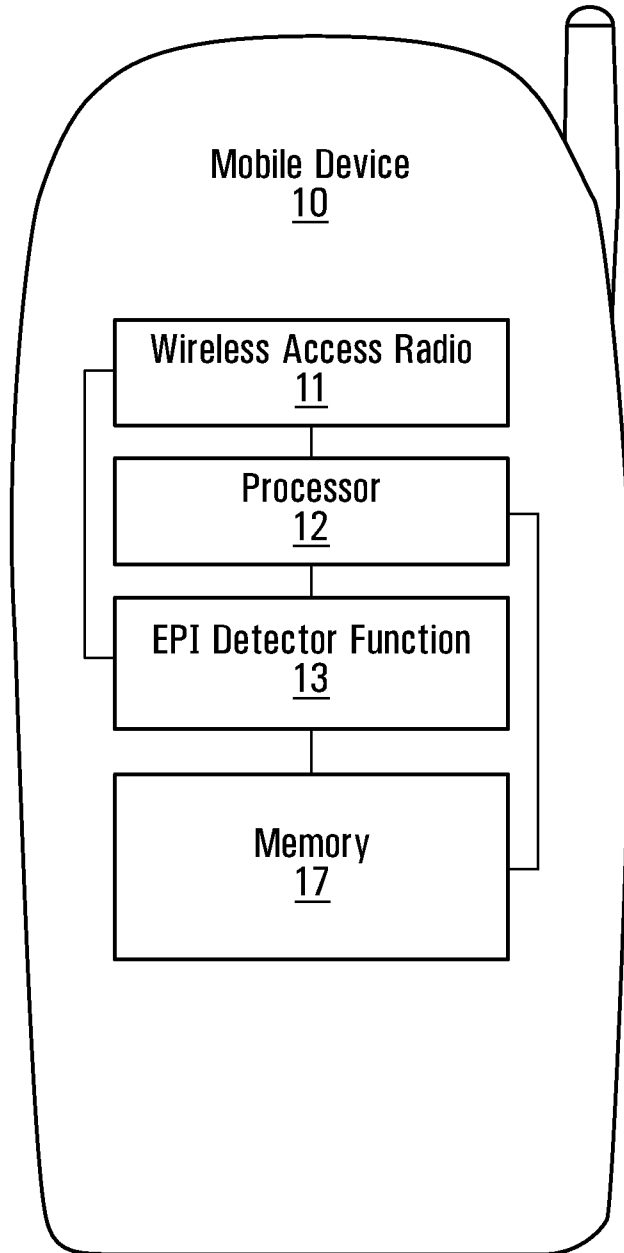 Mobile Device
10
Wireless Access Radio
11
Processor
12
EPI Detector Function
13
Memory
17